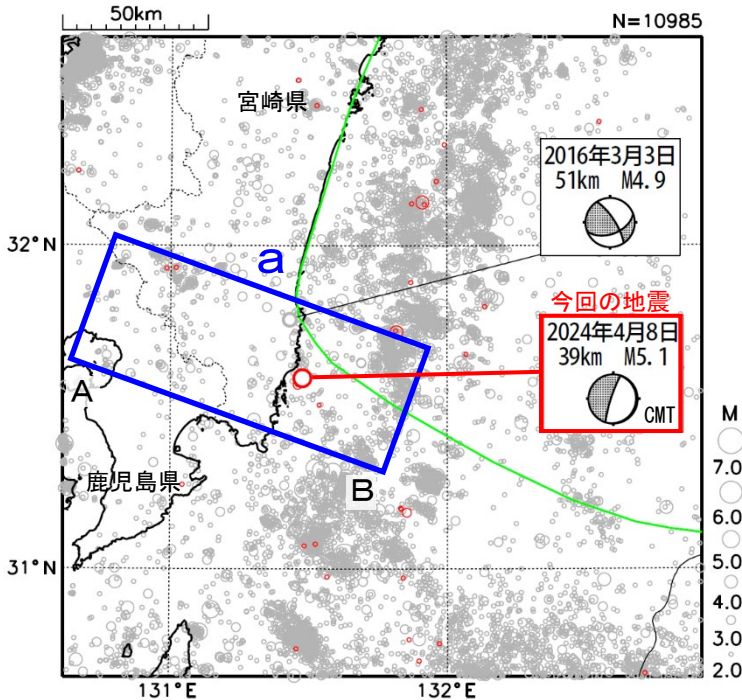 50km
N=10985
宮崎県
2016年3月3日
51km M4.9
32°N
a
今回の地震
2024年4月8日
39km M5.1
CMT
A
M
7.0
B
鹿児島県
6.0
5.0
31°N
4.0
3.0
2.0
131°E
132°E